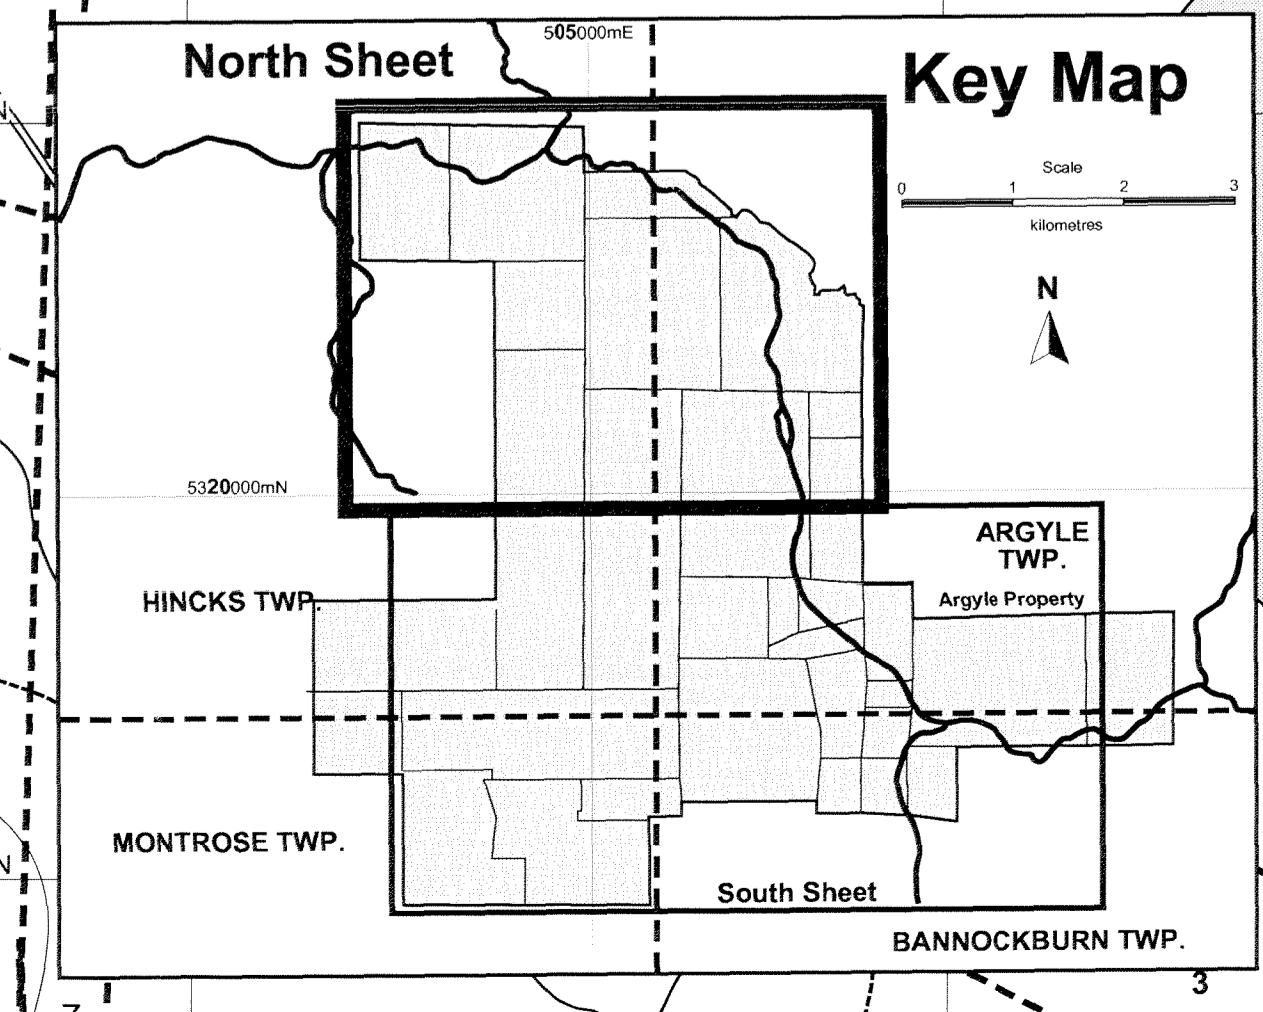 505000mE
North Sheet
Key Map
Scale
0 1 2 3
kilometres
N
5320000mN
ARGYLE
TWP.
HINCKS TWP.
Argyle Property
MONTROSE TWP.
South Sheet
BANNOCKBURN TWP.
3
N
N